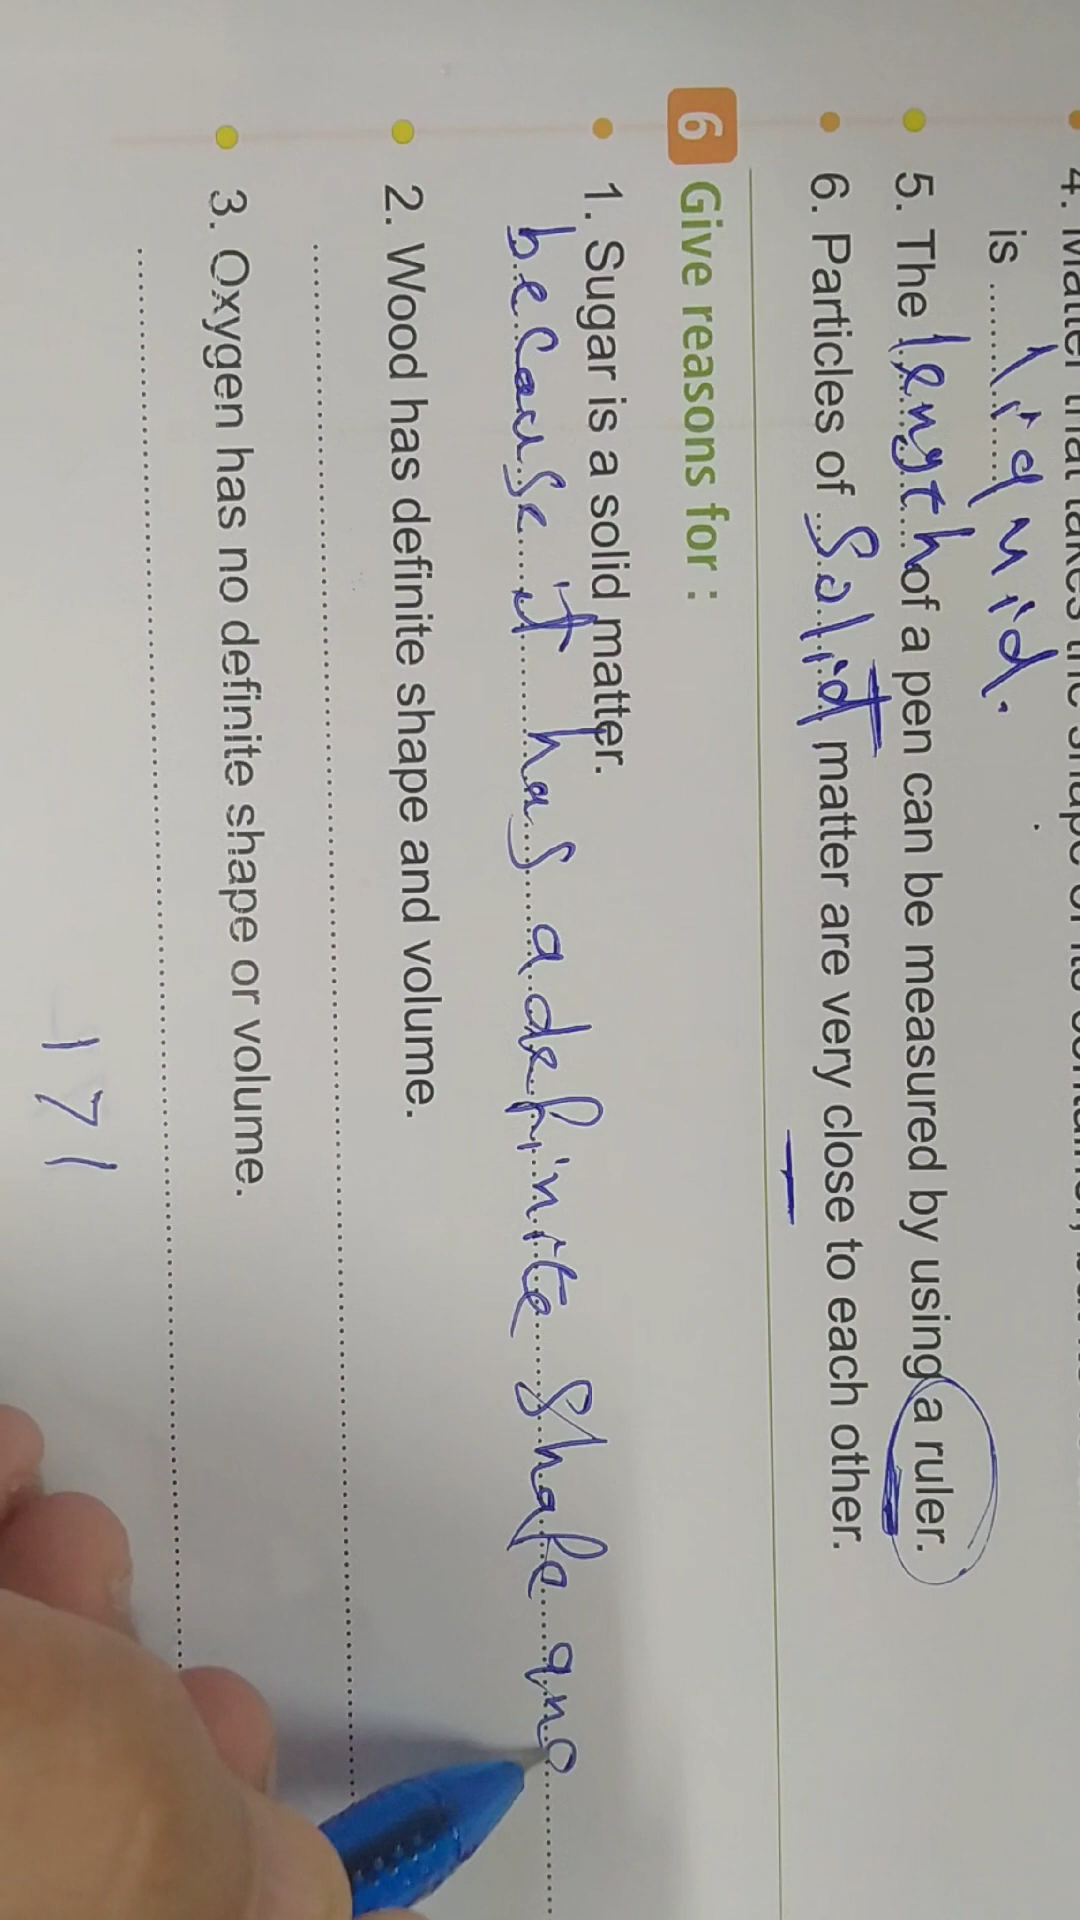 is liquid.
5. The length of a pen can be measured by using a ruler.
6. Particles of Solid matter are very close to each other.
6 Give reasons for :
1. Sugar is a solid matter.
because it has a definite Shape and
2. Wood has definite shape and volume.
3. Oxygen has no definite shape or volume.